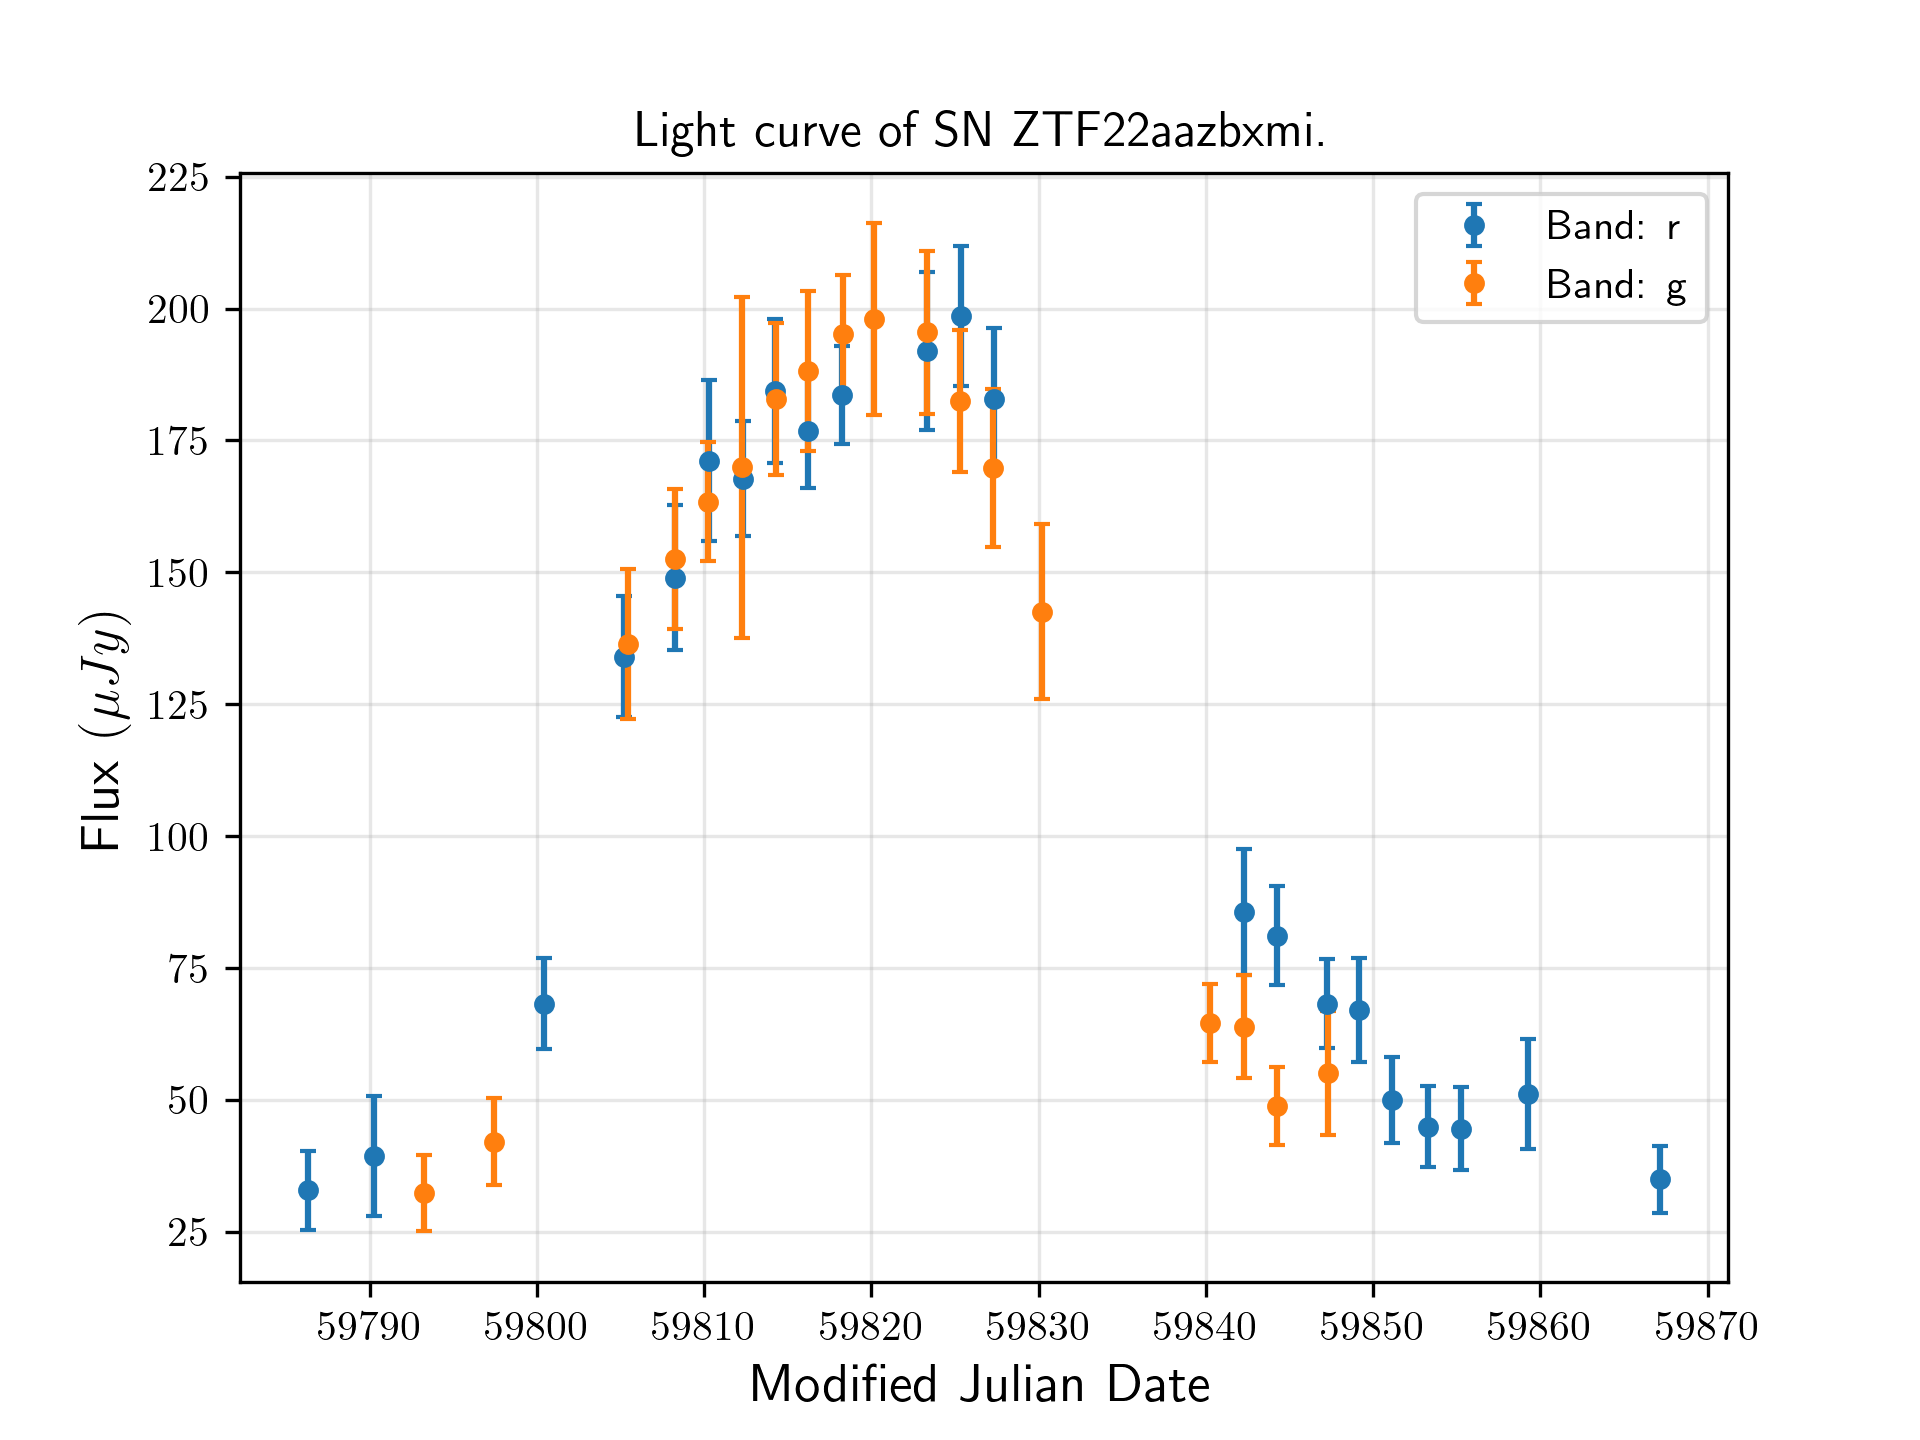 Light curve of SN ZTF22aazbxmi.
Band: r
Band: g
225
200
175
150
125
100
75
50
25
Flux (μJy)
59790 59800 59810 59820 59830 59840 59850 59860 59870
Modified Julian Date